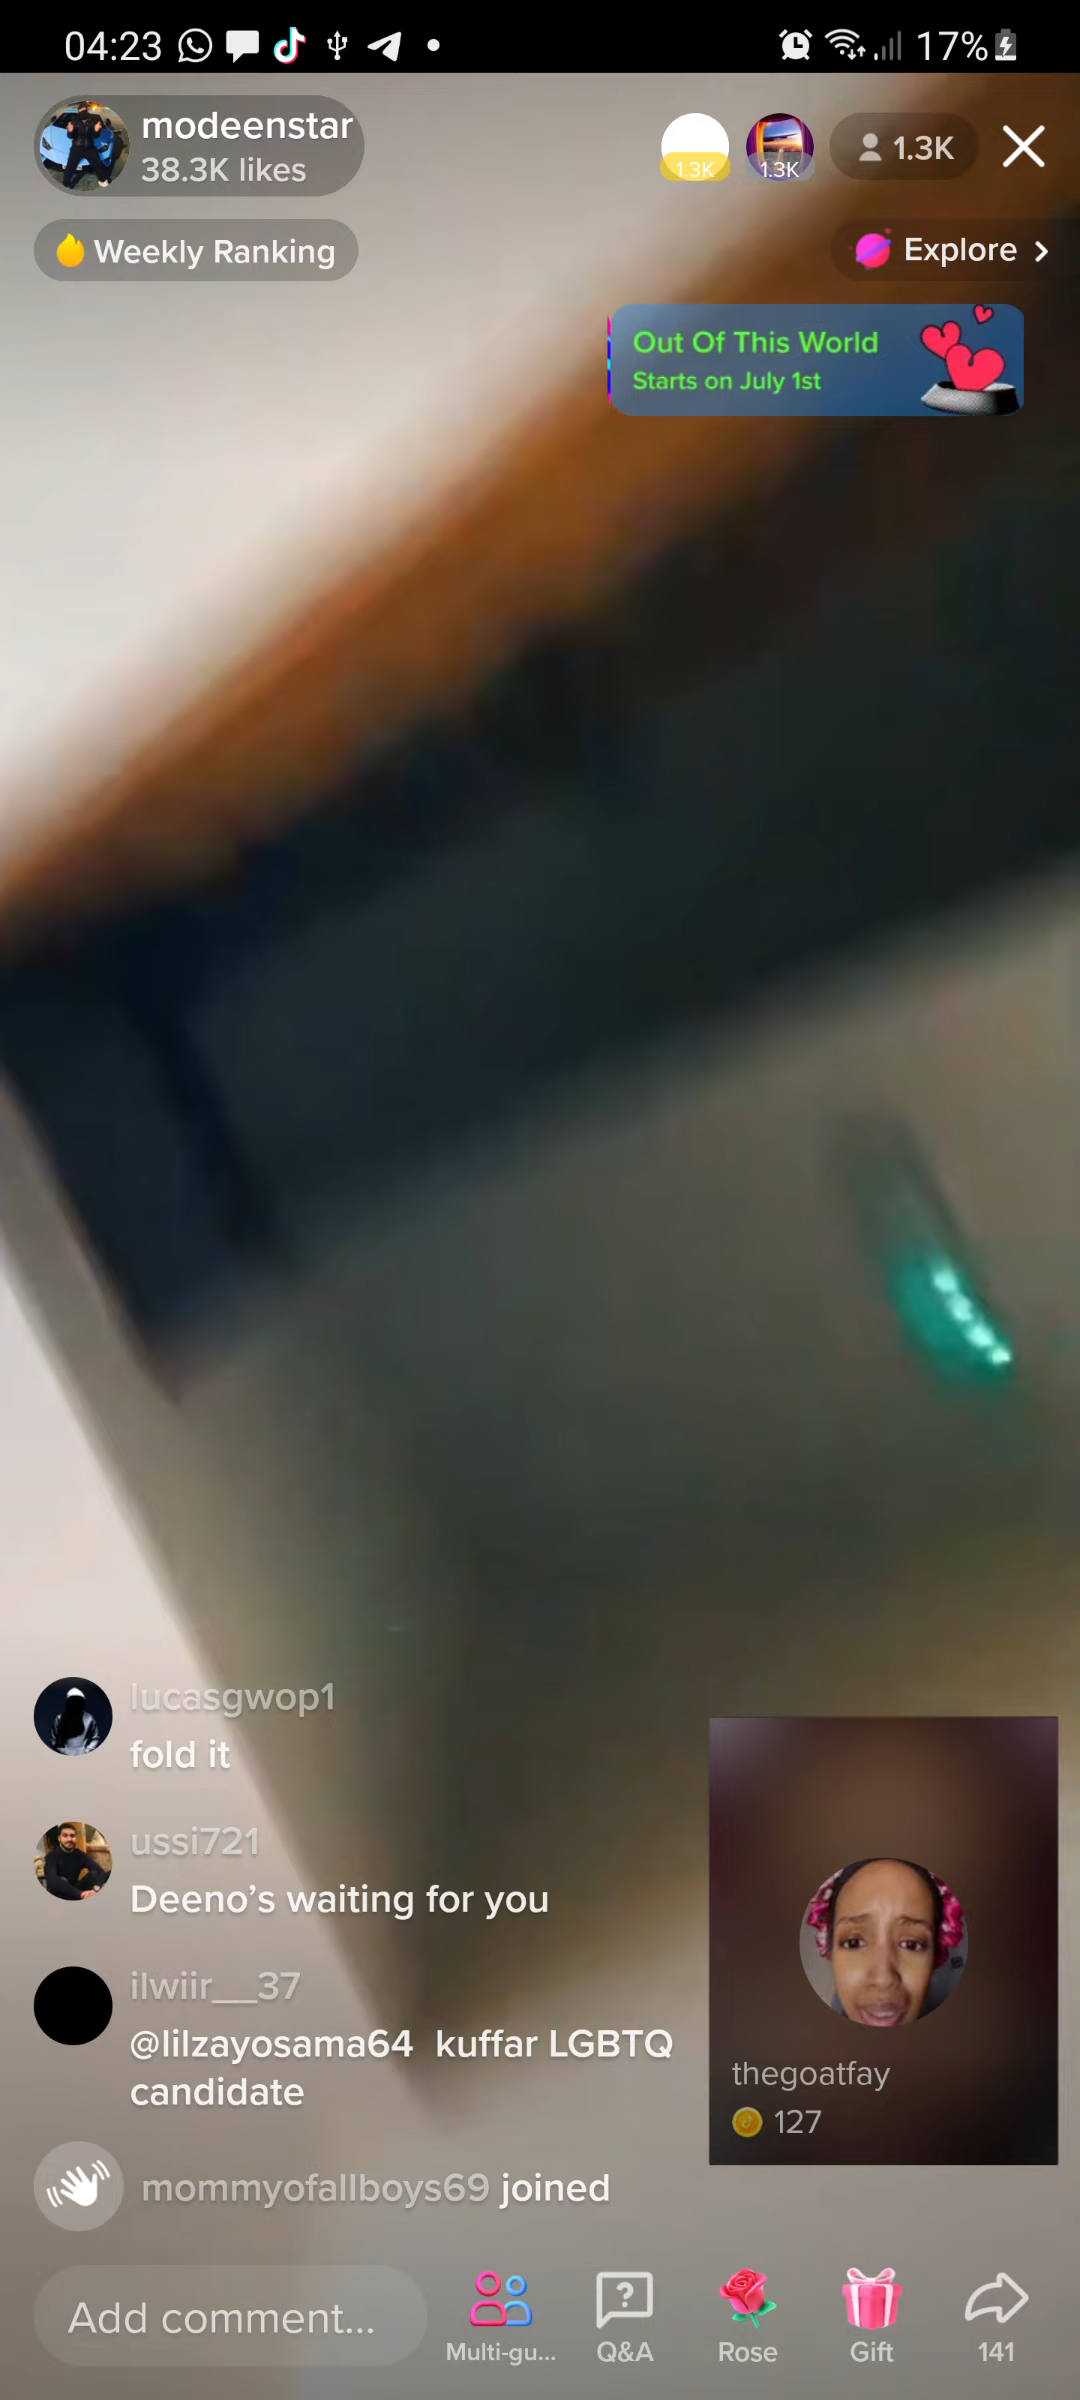 04:23
17%
modeenstar
38.3K likes
1.3K
1.3K
1.3K
Weekly Ranking
Explore
Out Of This World
Starts on July 1st
lucasgwop1
fold it
ussi721
Deeno's waiting for you
ilwiir__37
@lilzayosama64 kuffar LGBTQ
candidate
thegoatfay
127
mommyofallboys69 joined
Add comment...
Multi-gu...
Q&A
Rose
Gift
141